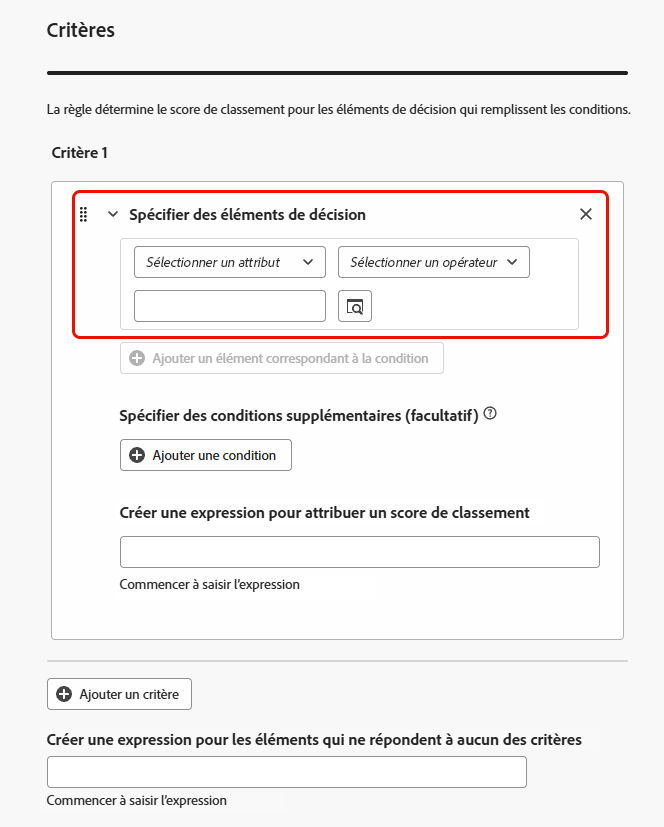 Critères
La règle détermine le score de classement pour les éléments de décision qui remplissent les conditions.
Critère 1
Spécifier des éléments de décision
Sélectionner un attribut
Sélectionner un opérateur
Ajouter un élément correspondant à la condition
Spécifier des conditions supplémentaires (facultatif)
Ajouter une condition
Créer une expression pour attribuer un score de classement
Commencer à saisir l’expression
Ajouter un critère
Créer une expression pour les éléments qui ne répondent à aucun des critères
Commencer à saisir l’expression